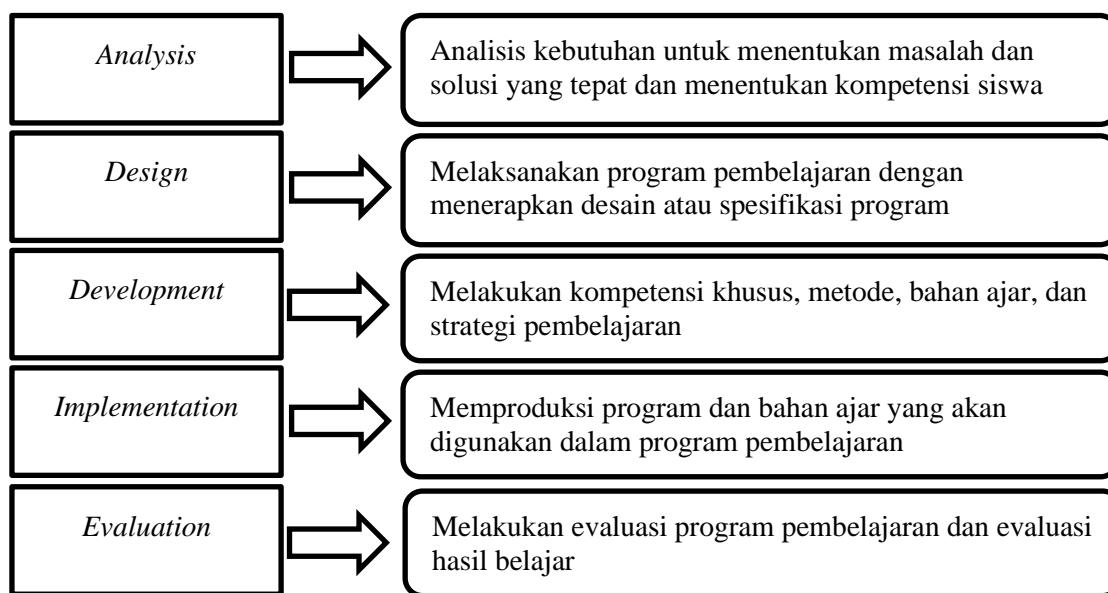 Analysis
Analisis kebutuhan untuk menentukan masalah dan
solusi yang tepat dan menentukan kompetensi siswa
Design
Melaksanakan program pembelajaran dengan
menerapkan desain atau spesifikasi program
Development
Melakukan kompetensi khusus, metode, bahan ajar, dan
strategi pembelajaran
Implementation
Memproduksi program dan bahan ajar yang akan
digunakan dalam program pembelajaran
Evaluation
Melakukan evaluasi program pembelajaran dan evaluasi
hasil belajar